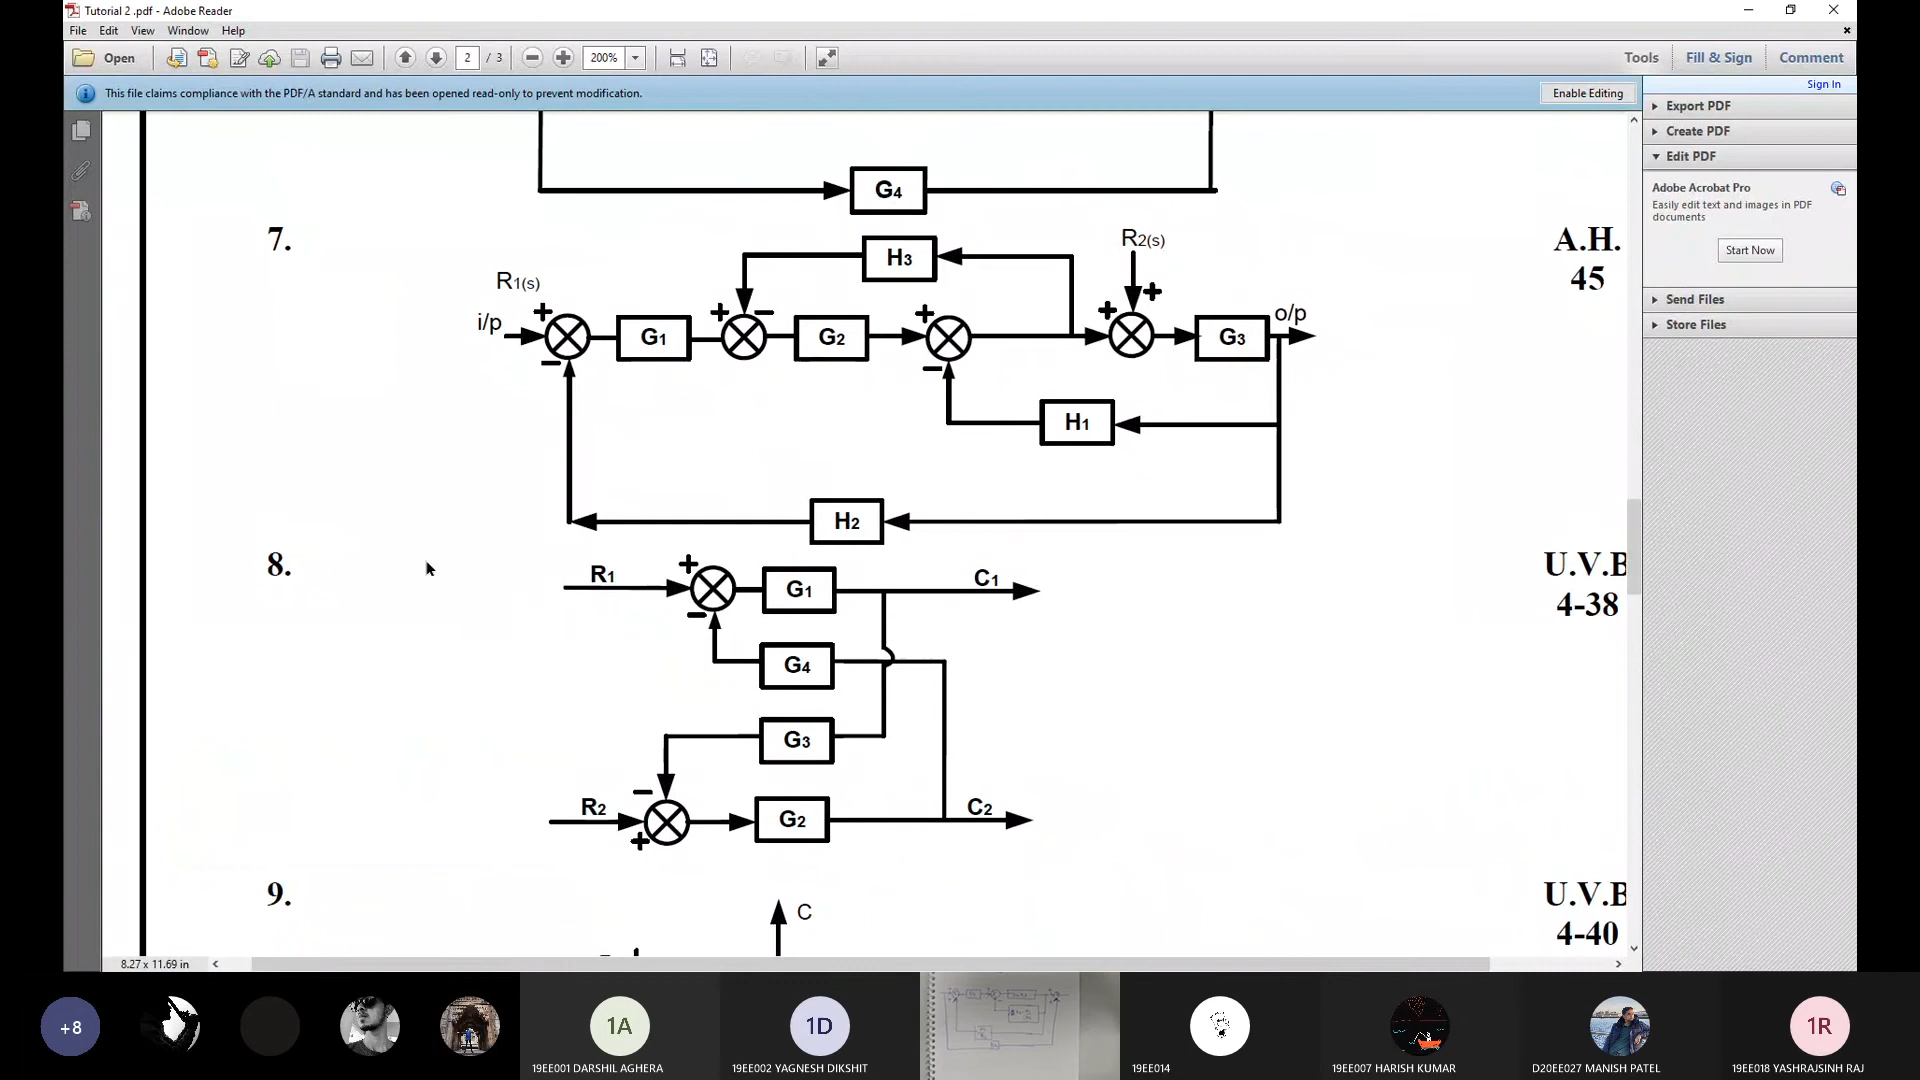 Tutorial 2 .pdf - Adobe Reader
File Edit View Window Help
Open 2 / 3 200% Tools Fill & Sign Comment
This file claims compliance with the PDF/A standard and has been opened read-only to prevent modification. Enable Editing
Sign In
Export PDF
Create PDF
Edit PDF
Adobe Acrobat Pro
Easily edit text and images in PDF
documents
Start Now
Send Files
Store Files
G4
7.
A.H.
45
R2(s)
H3
R1(s)
+ - + + +
i/p G1 + G2 G3 o/p
- -
H1
H2
8.
U.V.B
4-38
R1 + G1 C1
-
G4
G3
-
R2 G2 C2
+
9.
U.V.B
4-40
C
8.27 x 11.69 in
+8
1A
1D
1R
19EE001 DARSHIL AGHERA
19EE002 YAGNESH DIKSHIT
19EE014
19EE007 HARISH KUMAR
D20EE027 MANISH PATEL
19EE018 YASHRAJSINH RAJ